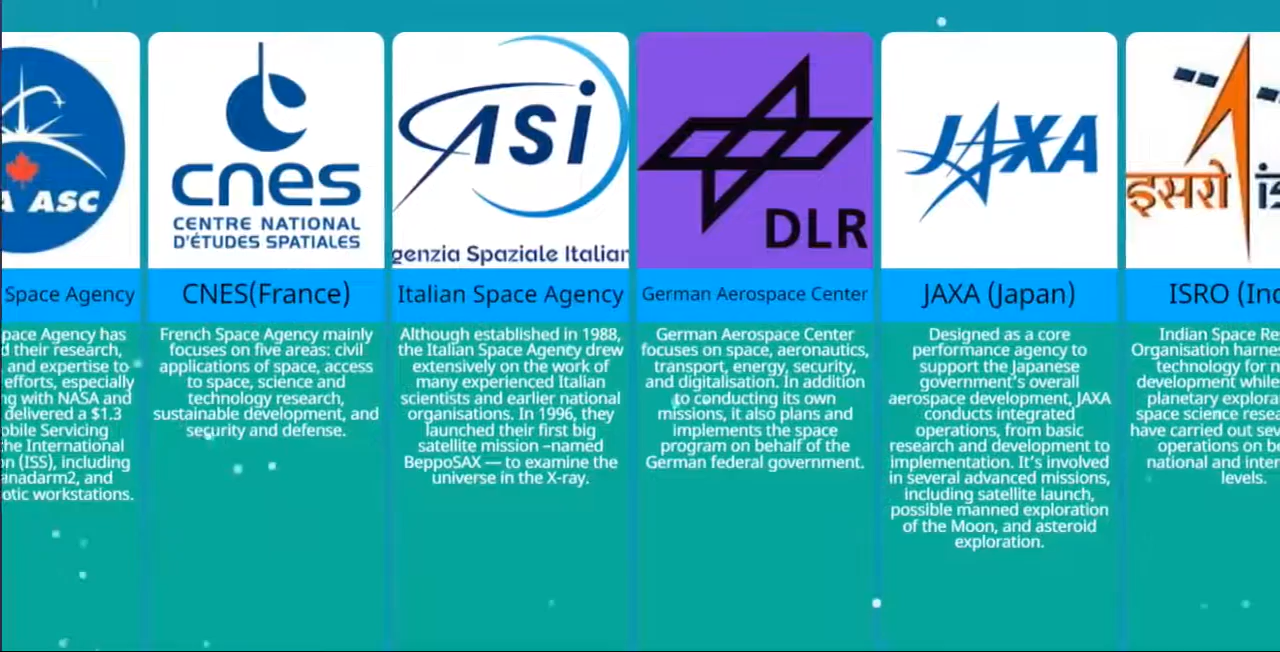 ASC
Space Agency
pace Agency has
d their research,
and expertise to
efforts, especially
g with NASA and
delivered a $1.3
obile Servicing
he International
n (ISS), including
anadarm2, and
otic workstations.
cnes
CENTRE NATIONAL
D'ÉTUDES SPATIALES
CNES(France)
French Space Agency mainly
focuses on five areas: civil
applications of space, access
to space, science and
technology research,
sustainable development, and
security and defense.
ASI
genzia Spaziale Italian
Italian Space Agency
Although established in 1988,
the Italian Space Agency drew
extensively on the work of
many experienced Italian
scientists and earlier national
organisations. In 1996, they
launched their first big
satellite mission –named
BeppoSAX — to examine the
universe in the X-ray.
DLR
German Aerospace Center
German Aerospace Center
focuses on space, aeronautics,
transport, energy, security,
and digitalisation. In addition
to conducting its own
missions, it also plans and
implements the space
program on behalf of the
German federal government.
JAXA
JAXA (Japan)
Designed as a core
performance agency to
support the Japanese
government's overall
aerospace development, JAXA
conducts integrated
operations, from basic
research and development to
implementation. It's involved
in several advanced missions,
including satellite launch,
possible manned exploration
of the Moon, and asteroid
exploration.
इसरो is
ISRO (Ind
Indian Space Re
Organisation harnes
technology for n
development while
planetary explora
space science resea
have carried out sev
operations on be
national and inter
levels.